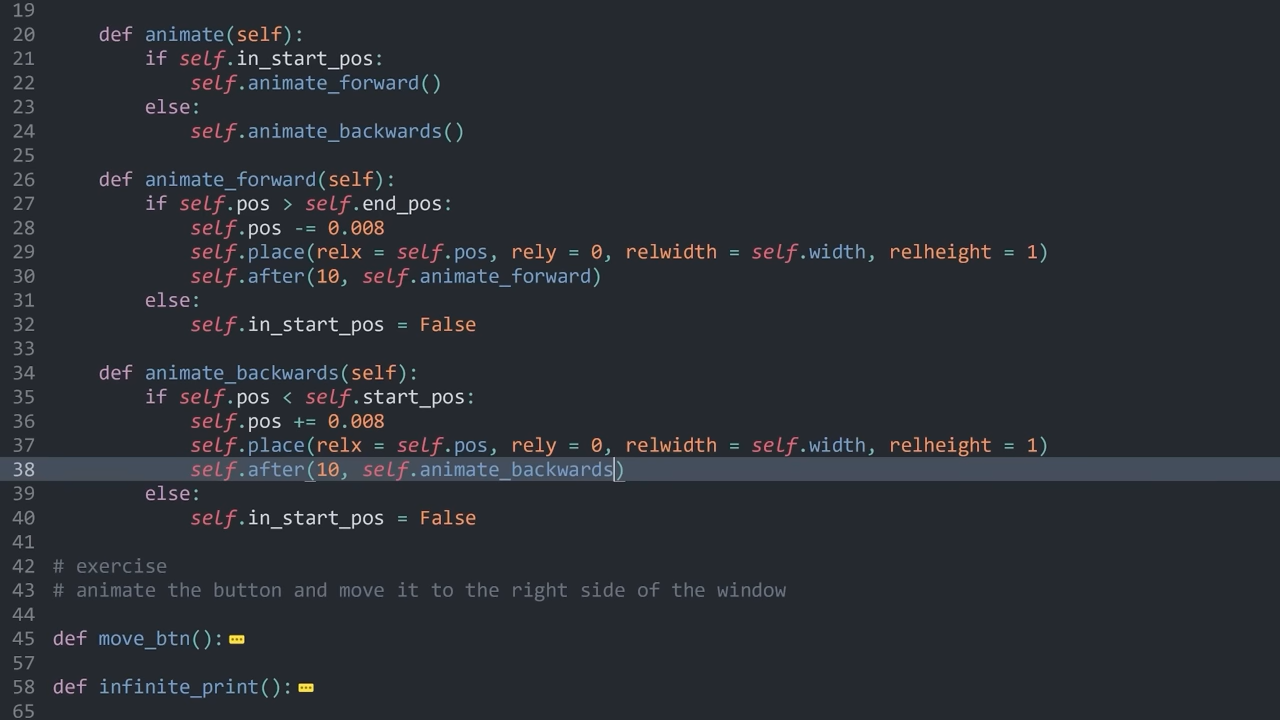 19
20     def animate(self):
21         if self.in_start_pos:
22             self.animate_forward()
23         else:
24             self.animate_backwards()
25
26     def animate_forward(self):
27         if self.pos > self.end_pos:
28             self.pos -= 0.008
29             self.place(relx = self.pos, rely = 0, relwidth = self.width, relheight = 1)
30             self.after(10, self.animate_forward)
31         else:
32             self.in_start_pos = False
33
34     def animate_backwards(self):
35         if self.pos < self.start_pos:
36             self.pos += 0.008
37             self.place(relx = self.pos, rely = 0, relwidth = self.width, relheight = 1)
38             self.after(10, self.animate_backwards)
39         else:
40             self.in_start_pos = False
41
42 # exercise
43 # animate the button and move it to the right side of the window
44
45 def move_btn():
57
58 def infinite_print():
65